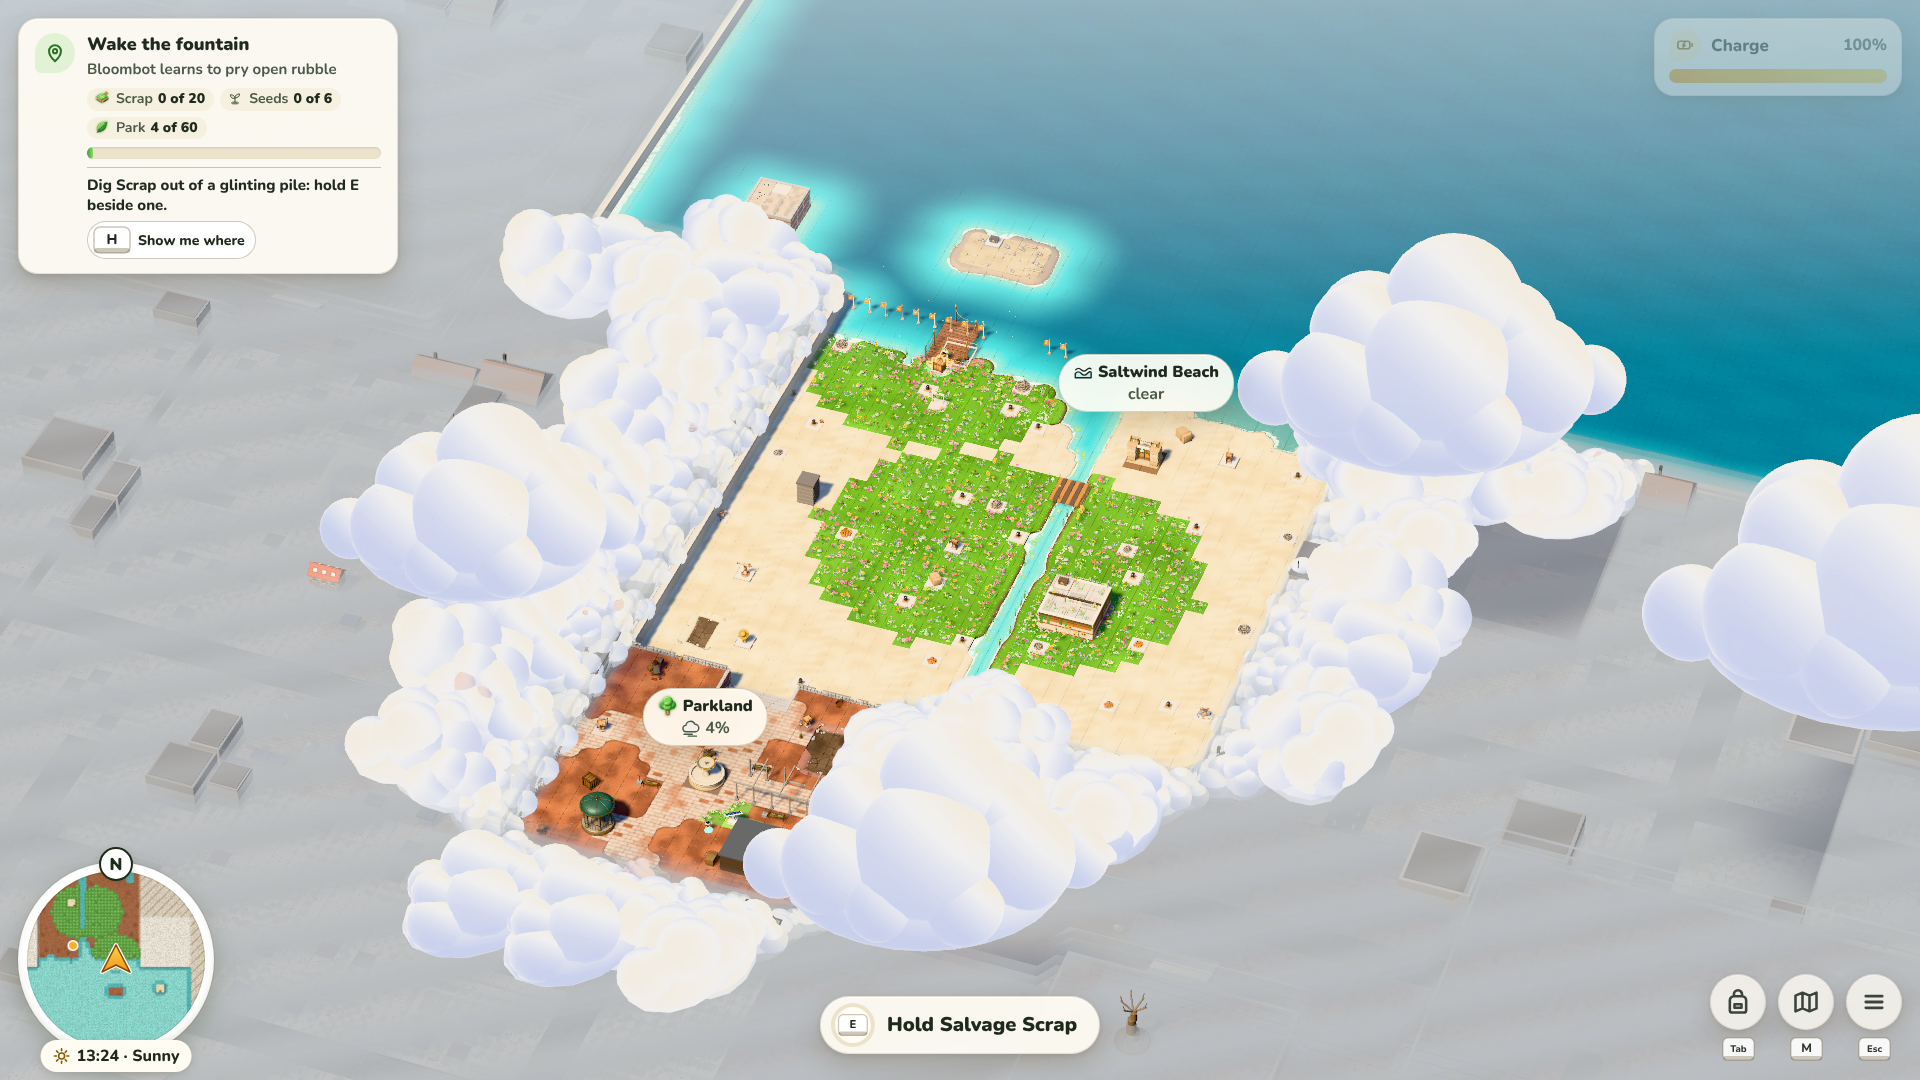 Wake the fountain
Bloombot learns to pry open rubble
Scrap 0 of 20 Seeds 0 of 6
Park 4 of 60
Dig Scrap out of a glinting pile: hold E
beside one.
H Show me where
Charge 100%
Saltwind Beach
clear
Parkland
4%
N
13:24 · Sunny
E Hold Salvage Scrap
Tab M Esc